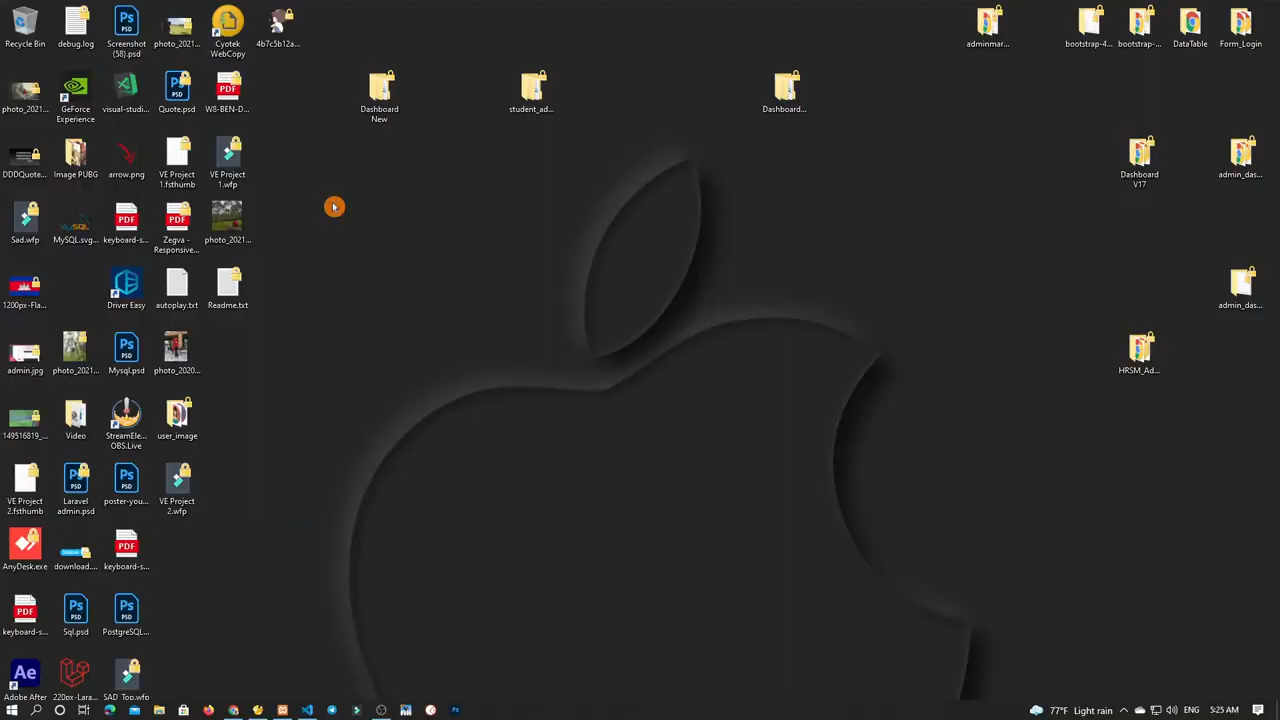 Recycle Bin
debug.log
Screenshot (58).psd
photo_2021...
Cyotek WebCopy
4b7c5b12a...
adminmar...
bootstrap-4...
bootstrap-...
DataTable
Form_Login
photo_2021...
GeForce Experience
visual-studi...
Quote.psd
W8-BEN-D...
Dashboard New
student_ad...
Dashboard...
DDDQuote...
Image PUBG
arrow.png
VE Project 1.fsthumb
VE Project 1.wfp
Dashboard V17
admin_das...
Sad.wfp
MySQL.svg...
keyboard-s...
Zegva - Responsive...
photo_2021...
1200px-Fla...
Driver Easy
autoplay.txt
Readme.txt
admin_das...
admin.jpg
photo_2021...
Mysql.psd
photo_2020...
HRSM_Ad...
149516819_...
Video
StreamEle... OBS.Live
user_image
VE Project 2.fsthumb
Laravel admin.psd
poster-you...
VE Project 2.wfp
AnyDesk.exe
download....
keyboard-s...
keyboard-s...
Sql.psd
PostgreSQL...
Adobe After
220px-Lara...
SAD_Top.wfp
77°F Light rain
ENG
5:25 AM